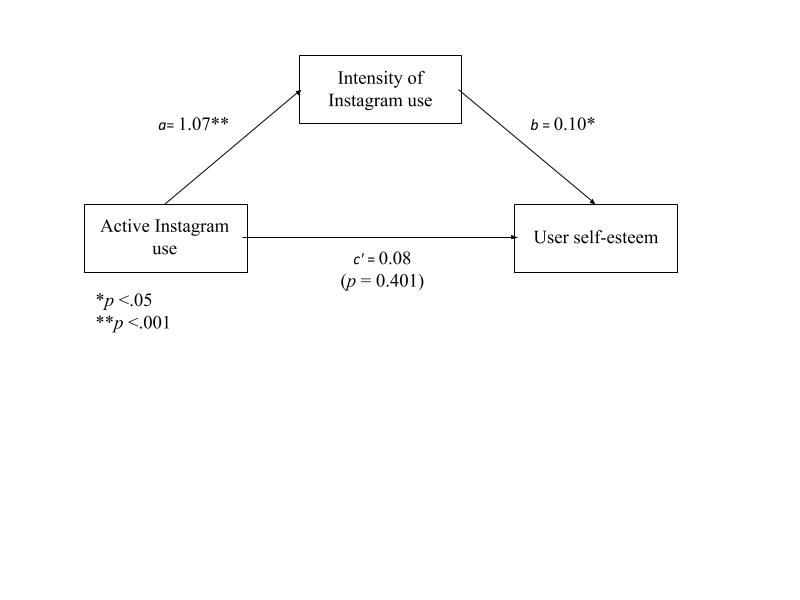 Intensity of
Instagram use
a= 1.07**
b = 0.10*
Active Instagram
use
User self-esteem
c' = 0.08
(p = 0.401)
*p <.05
**p <.001